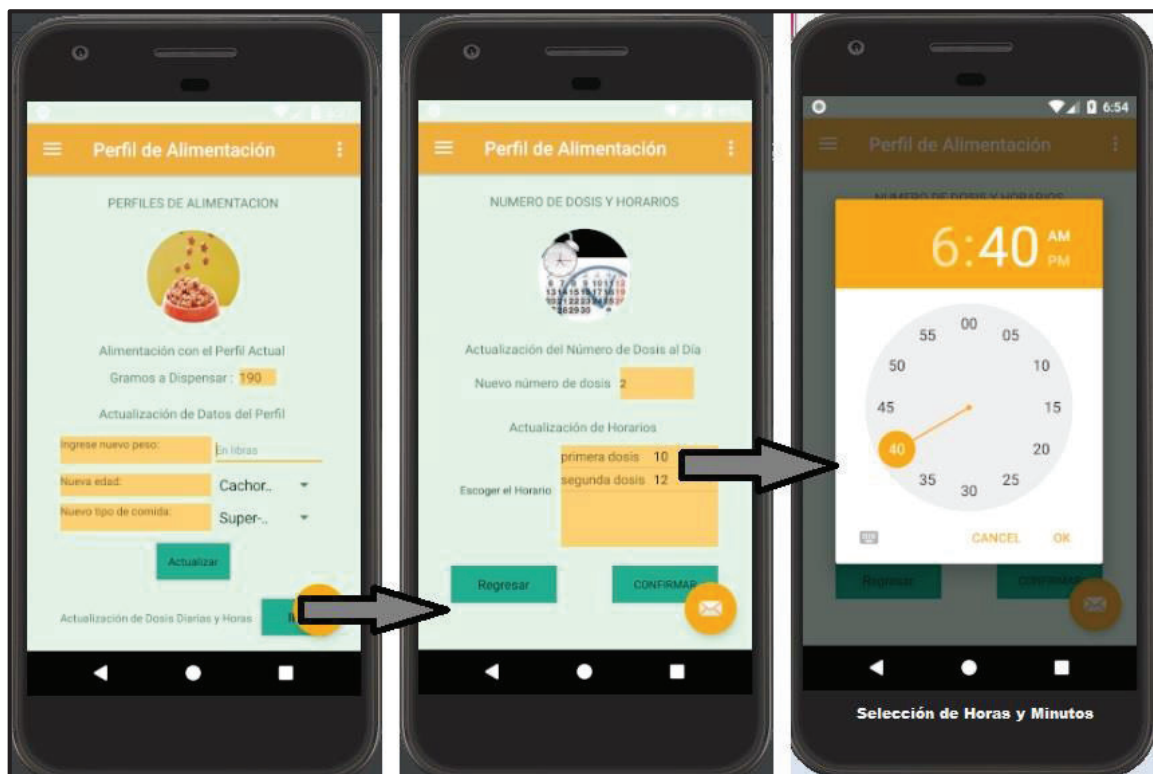 Perfil de Alimentación
PERFILES DE ALIMENTACION
Alimentación con el Perfil Actual
Gramos a Dispensar : 190
Actualización de Datos del Perfil
Ingrese nuevo peso: En libras
Nueva edad: Cachor..
Nuevo tipo de comida: Super-..
Actualizar
Actualización de Dosis Diarias y Horas
Perfil de Alimentación
NUMERO DE DOSIS Y HORARIOS
Actualización del Número de Dosis al Día
Nuevo número de dosis 2
Actualización de Horarios
primera dosis 10
Escoger el Horario segunda dosis 12
Regresar CONFIRMAR
6:54
Perfil de Alimentación
NUMERO DE DOSIS Y HORARIOS
6:40 AM
PM
00
55 05
50 10
45 15
40 20
35 25
30
CANCEL OK
Regresar CONFIRMAR
Selección de Horas y Minutos